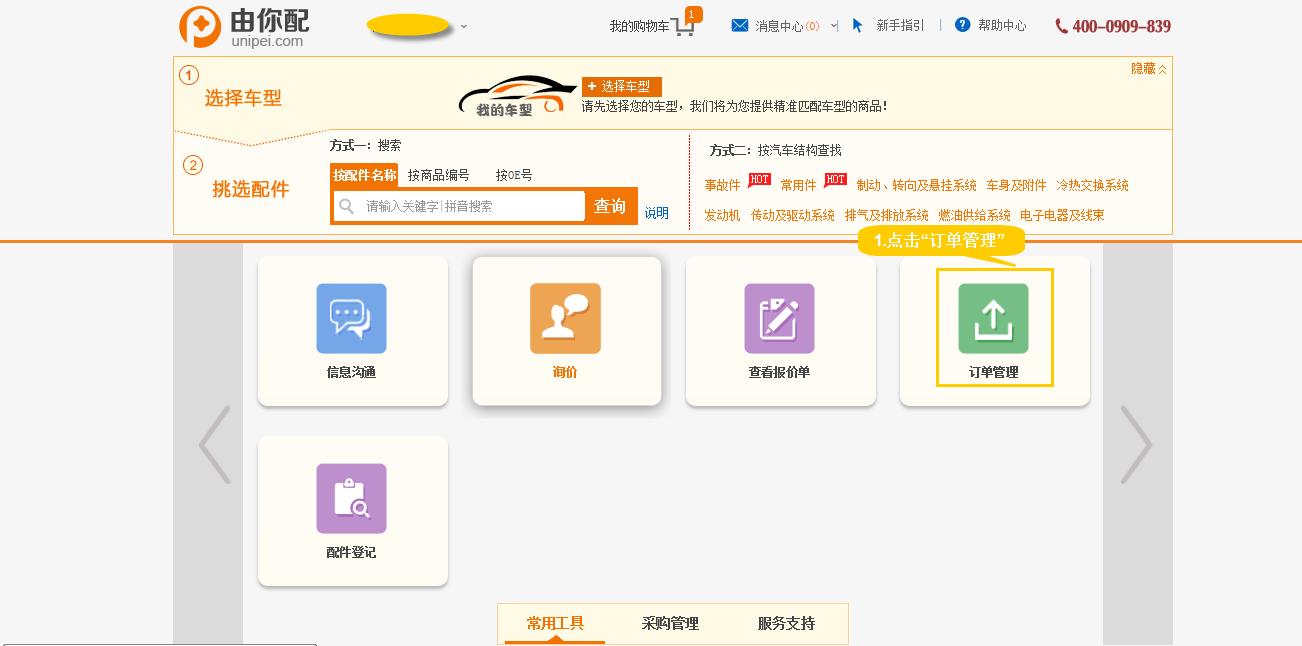 由你配
unipei.com
我的购物车
1
消息中心(0)
新手指引
|
帮助中心
400-0909-839
1
选择车型
我的车型
+ 选择车型
请先选择您的车型，我们将为您提供精准匹配车型的商品！
隐藏
2
挑选配件
方式一：搜索
按配件名称 按商品编号 按OE号
请输入关键字|拼音搜索
查询
说明
方式二：按汽车结构查找
事故件 HOT 常用件 HOT 制动、转向及悬挂系统 车身及附件 冷热交换系统
发动机 传动及驱动系统 排气及排放系统 燃油供给系统 电子电器及线束
1.点击“订单管理”
信息沟通
询价
查看报价单
订单管理
配件登记
常用工具 采购管理 服务支持